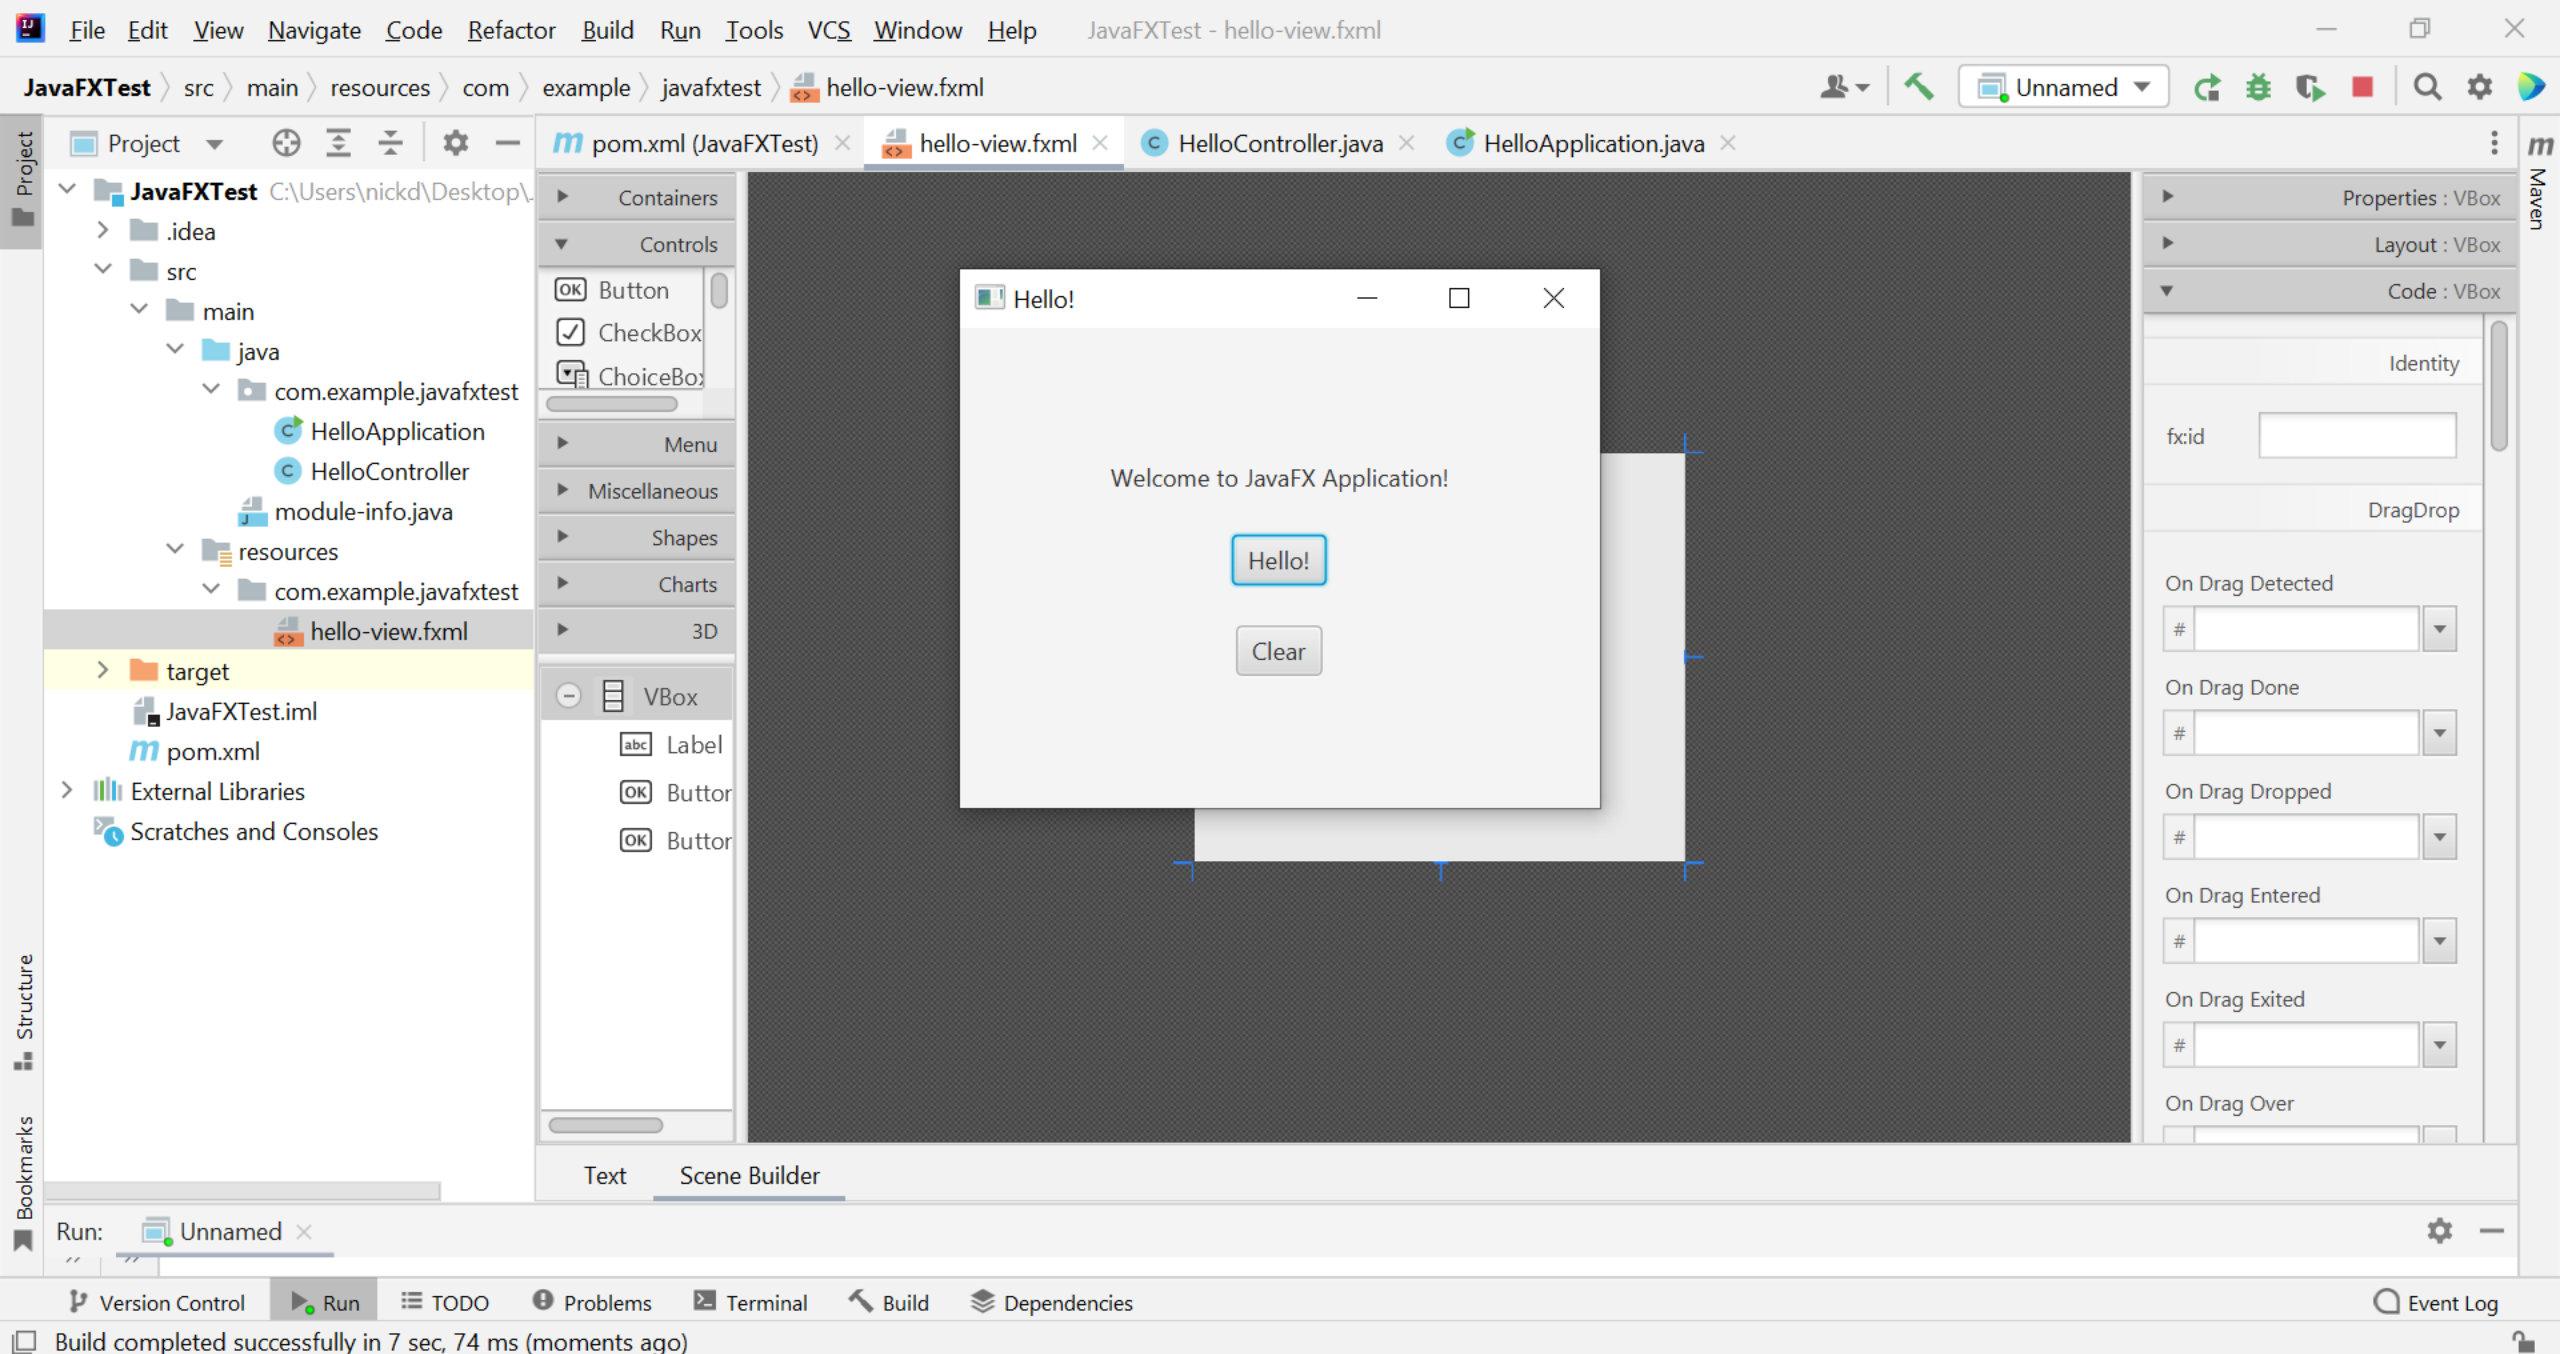 File Edit View Navigate Code Refactor Build Run Tools VCS Window Help JavaFXTest - hello-view.fxml
JavaFXTest src main resources com example javafxtest hello-view.fxml Unnamed
Project
Project
pom.xml (JavaFXTest) hello-view.fxml HelloController.java HelloApplication.java
Maven
JavaFXTest C:\Users\nickd\Desktop\
.idea
src
main
java
com.example.javafxtest
HelloApplication
HelloController
module-info.java
resources
com.example.javafxtest
hello-view.fxml
target
JavaFXTest.iml
pom.xml
External Libraries
Scratches and Consoles
Structure
Bookmarks
Containers
Controls
OK Button
CheckBox
ChoiceBox
Menu
Miscellaneous
Shapes
Charts
3D
VBox
abc Label
OK Button
OK Button
Hello!
Welcome to JavaFX Application!
Hello!
Clear
Properties : VBox
Layout : VBox
Code : VBox
Identity
fx:id
DragDrop
On Drag Detected
#
On Drag Done
#
On Drag Dropped
#
On Drag Entered
#
On Drag Exited
#
On Drag Over
Text Scene Builder
Run: Unnamed
Version Control Run TODO Problems Terminal Build Dependencies Event Log
Build completed successfully in 7 sec, 74 ms (moments ago)